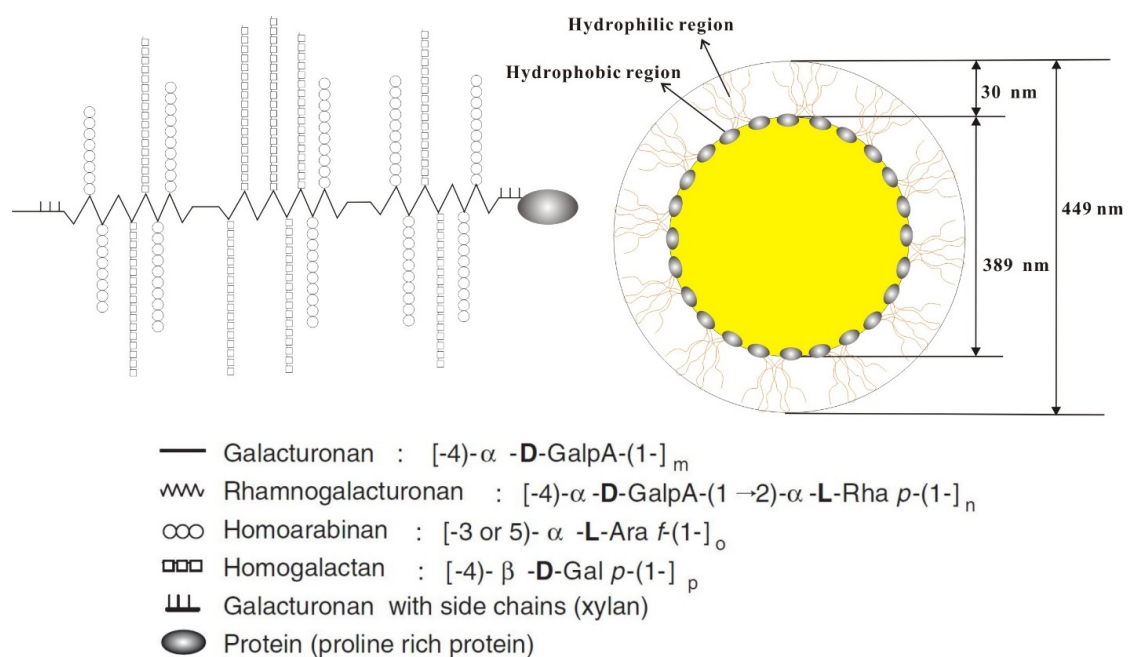 Hydrophilic region
Hydrophobic region
30 nm
449 nm
389 nm
Galacturonan : [-4)-α -D-GalpA-(1-] m
Rhamnogalacturonan : [-4)-α -D-GalpA-(1 →2)-α -L-Rha p-(1-] n
Homoarabinan : [-3 or 5)- α -L-Ara f-(1-] o
Homogalactan : [-4)- β -D-Gal p-(1-] p
Galacturonan with side chains (xylan)
Protein (proline rich protein)